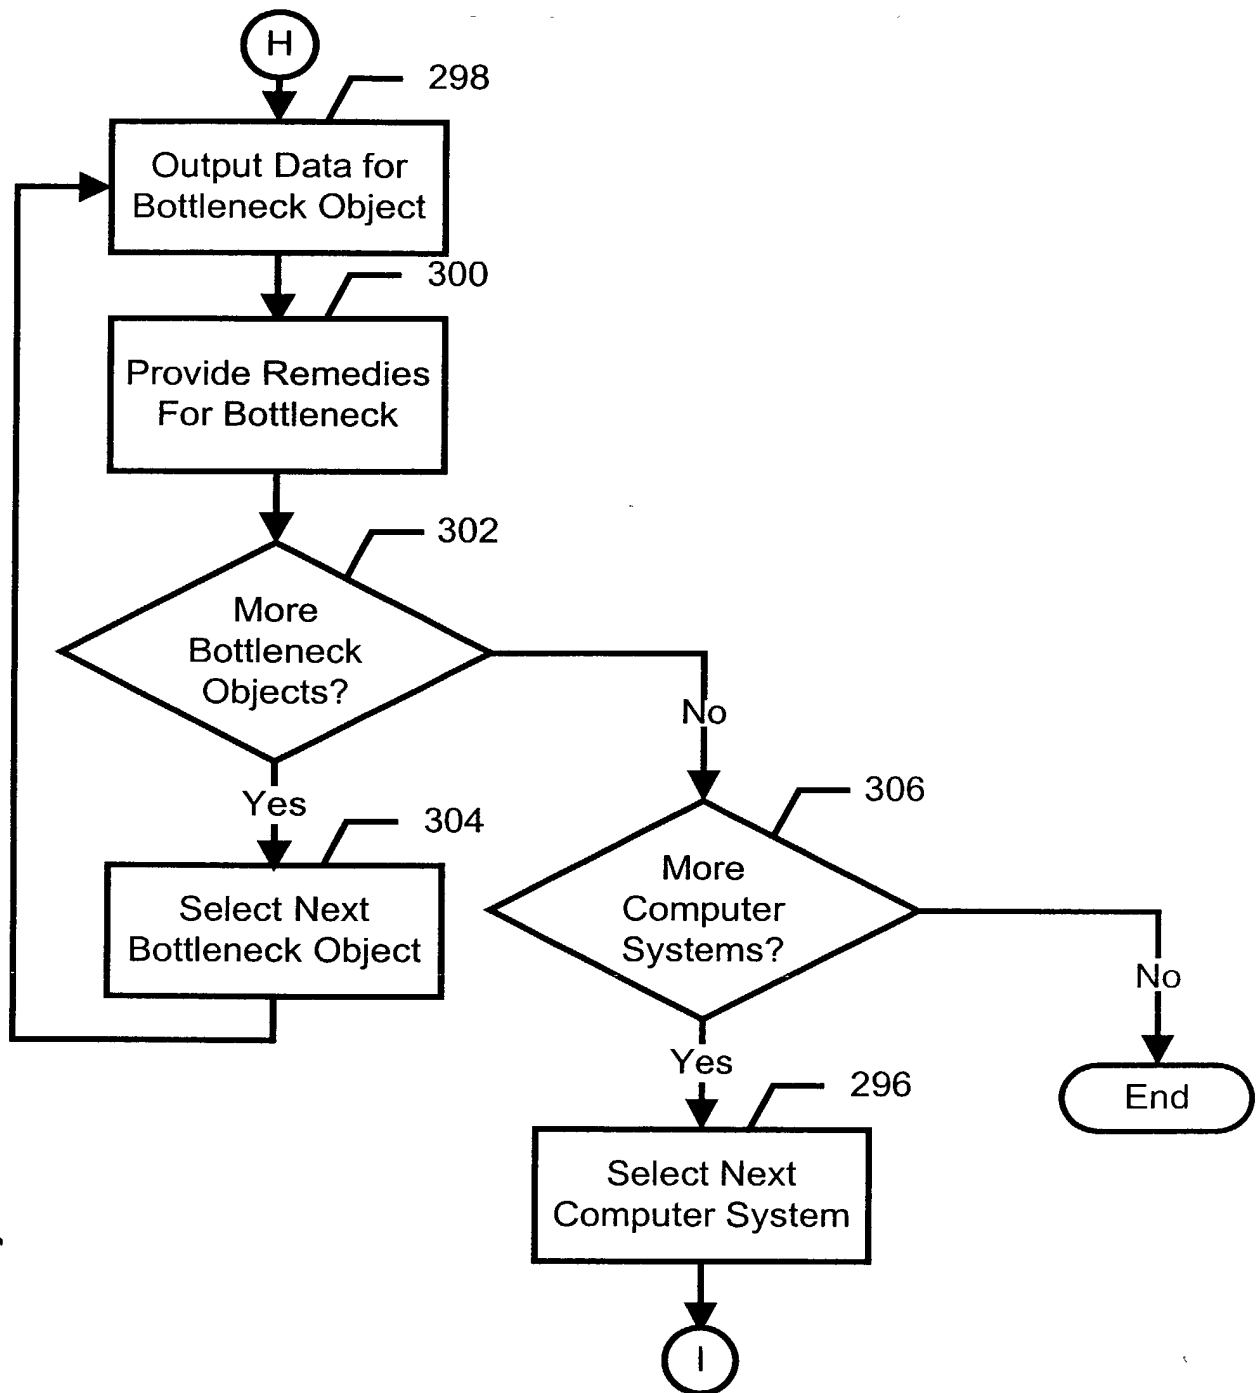 H
298
Output Data for
Bottleneck Object
300
Provide Remedies
For Bottleneck
302
More
Bottleneck
Objects?
No
Yes
304
Select Next
Bottleneck Object
306
More
Computer
Systems?
No
End
Yes
296
Select Next
Computer System
I